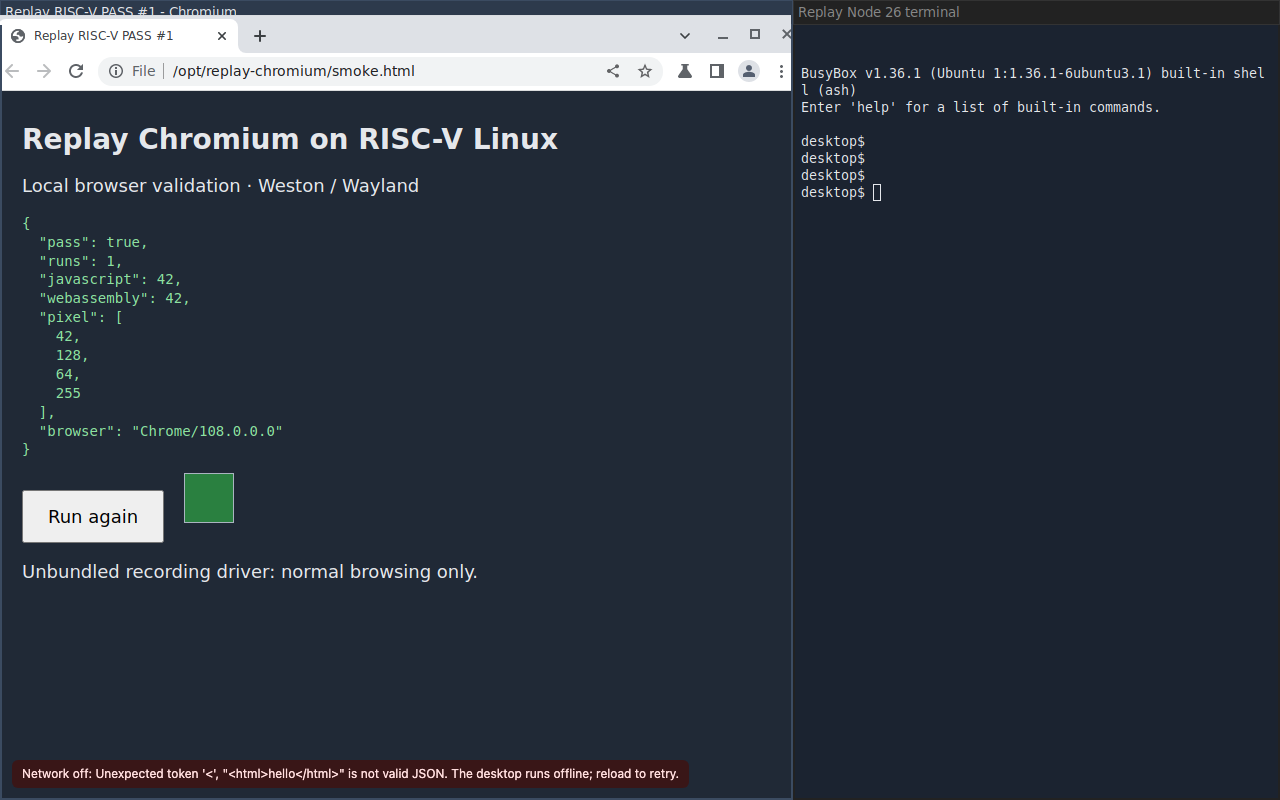 Replay RISC-V PASS #1 - Chromium
Replay RISC-V PASS #1
File
/opt/replay-chromium/smoke.html
Replay Chromium on RISC-V Linux
Local browser validation · Weston / Wayland
{
  "pass": true,
  "runs": 1,
  "javascript": 42,
  "webassembly": 42,
  "pixel": [
    42,
    128,
    64,
    255
  ],
  "browser": "Chrome/108.0.0.0"
}
Run again
Unbundled recording driver: normal browsing only.
Network off: Unexpected token '<', "<html>hello</html>" is not valid JSON. The desktop runs offline; reload to retry.
Replay Node 26 terminal
BusyBox v1.36.1 (Ubuntu 1:1.36.1-6ubuntu3.1) built-in shel
l (ash)
Enter 'help' for a list of built-in commands.
desktop$
desktop$
desktop$
desktop$